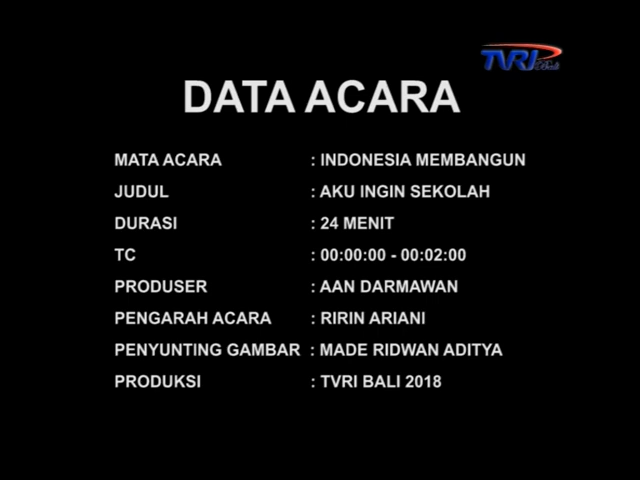 TVRI Bali
DATA ACARA
MATA ACARA : INDONESIA MEMBANGUN
JUDUL : AKU INGIN SEKOLAH
DURASI : 24 MENIT
TC : 00:00:00 - 00:02:00
PRODUSER : AAN DARMAWAN
PENGARAH ACARA : RIRIN ARIANI
PENYUNTING GAMBAR : MADE RIDWAN ADITYA
PRODUKSI : TVRI BALI 2018